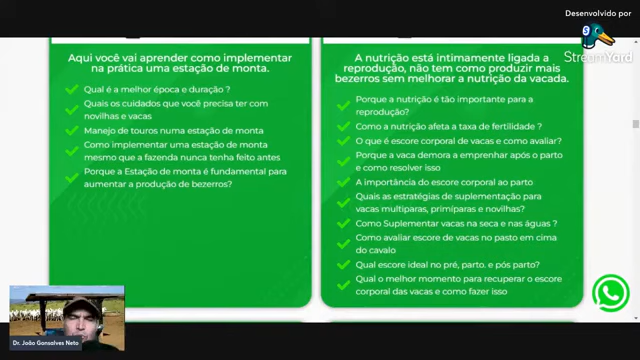 Desenvolvido por
StreamYard
Aqui você vai aprender como implementar
na prática uma estação de monta.
Qual é a melhor época e duração ?
Quais os cuidados que você precisa ter com
novilhas e vacas
Manejo de touros numa estação de monta
Como implementar uma estação de monta
mesmo que a fazenda nunca tenha feito antes
Porque a Estação de monta é fundamental para
aumentar a produção de bezerros?
A nutrição está intimamente ligada a
reprodução, não tem como produzir mais
bezerros sem melhorar a nutrição da vacada.
Porque a nutrição é tão importante para a
reprodução?
Como a nutrição afeta a taxa de fertilidade ?
O que é escore corporal de vacas e como avaliar?
Porque a vaca demora a emprenhar após o parto
e como resolver isso
A importância do escore corporal ao parto
Quais as estratégias de suplementação para
vacas multíparas, primíparas e novilhas?
Como Suplementar vacas na seca e nas águas ?
Como avaliar escore de vacas no pasto em cima
do cavalo
Qual escore ideal no pré, parto. e pós parto?
Qual o melhor momento para recuperar o escore
corporal das vacas e como fazer isso
Dr. João Gonsalves Neto